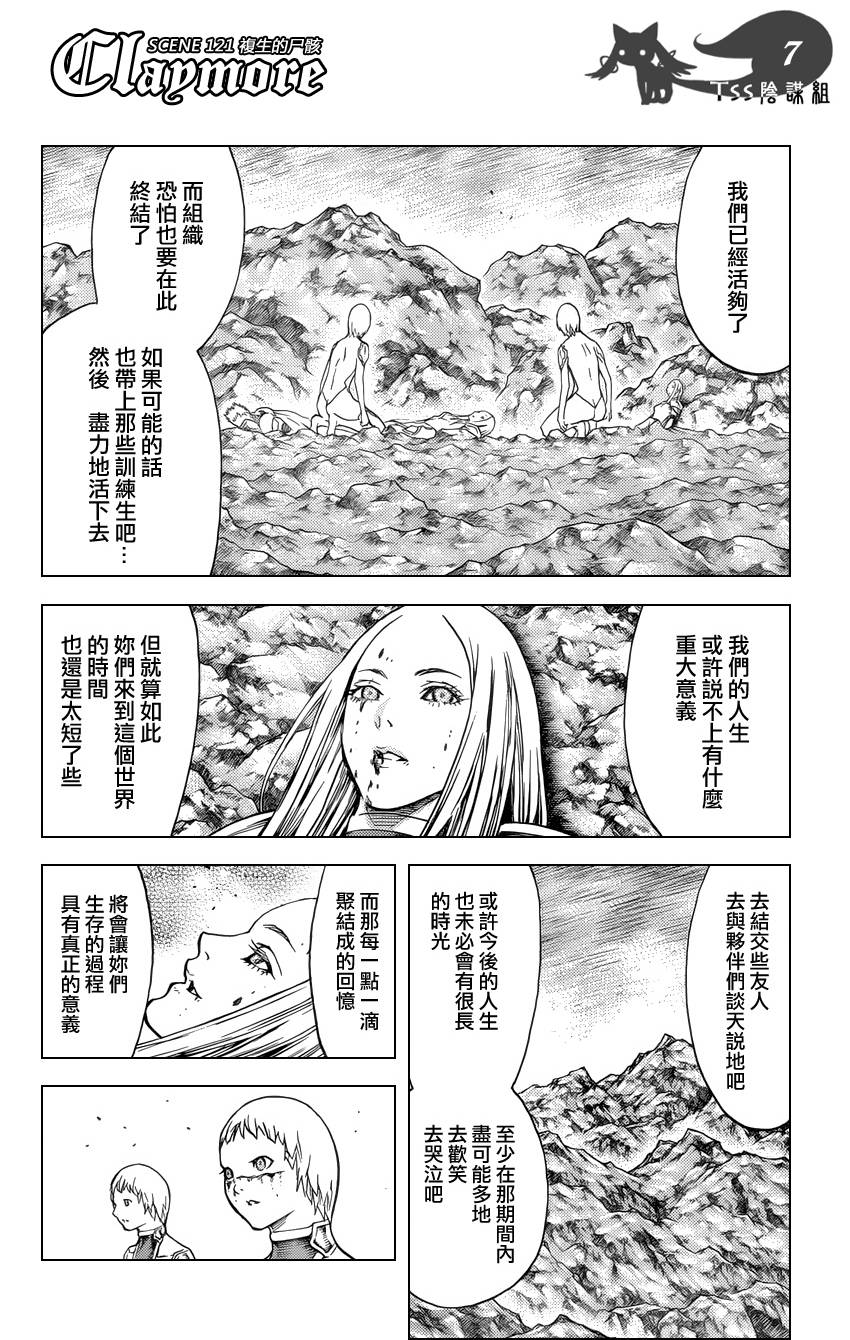 SCENE 121 複生的尸骸
Claymore
7
Tss陰謀組
我們已經活夠了
而組織
恐怕也要在此
終結了
如果可能的話
也帶上那些訓練生吧…
然後 盡力地活下去
我們的人生
或許說不上有什麼
重大意義
但就算如此
妳們來到這個世界
的時間
也還是太短了些
去結交些友人
去與夥伴們談天說地吧
或許今後的人生
也未必會有很長
的時光
至少在那期間內
盡可能多地
去歡笑
去哭泣吧
而那每一點一滴
聚結成的回憶
將會讓妳們
生存的過程
具有真正的意義